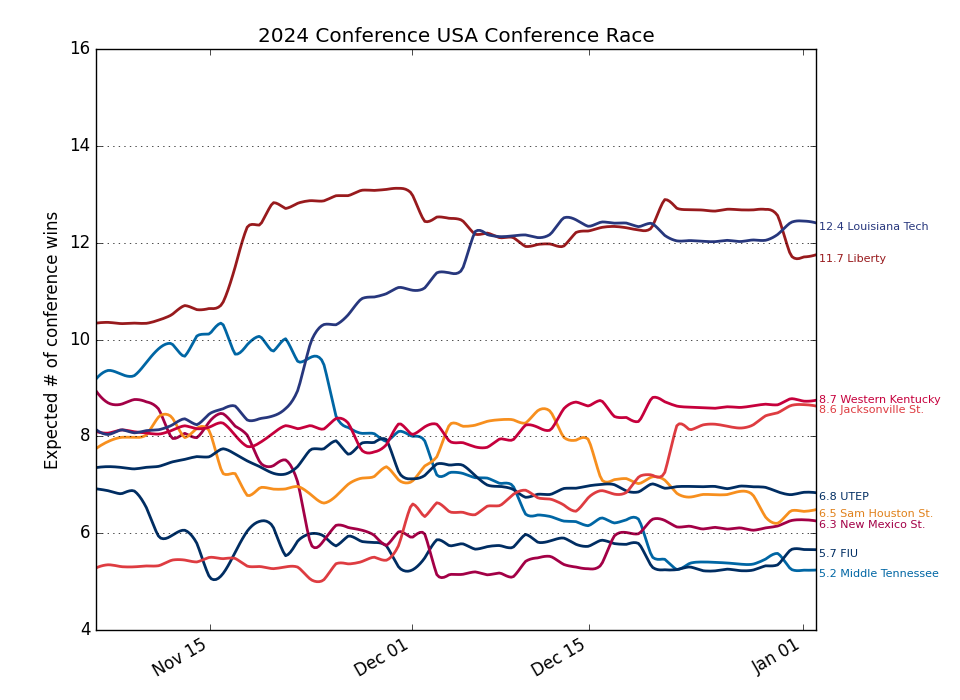 2024 Conference USA Conference Race
Expected # of conference wins
16
14
12
10
8
6
4
Nov 15
Dec 01
Dec 15
Jan 01
12.4 Louisiana Tech
11.7 Liberty
8.7 Western Kentucky
8.6 Jacksonville St.
6.8 UTEP
6.5 Sam Houston St.
6.3 New Mexico St.
5.7 FIU
5.2 Middle Tennessee